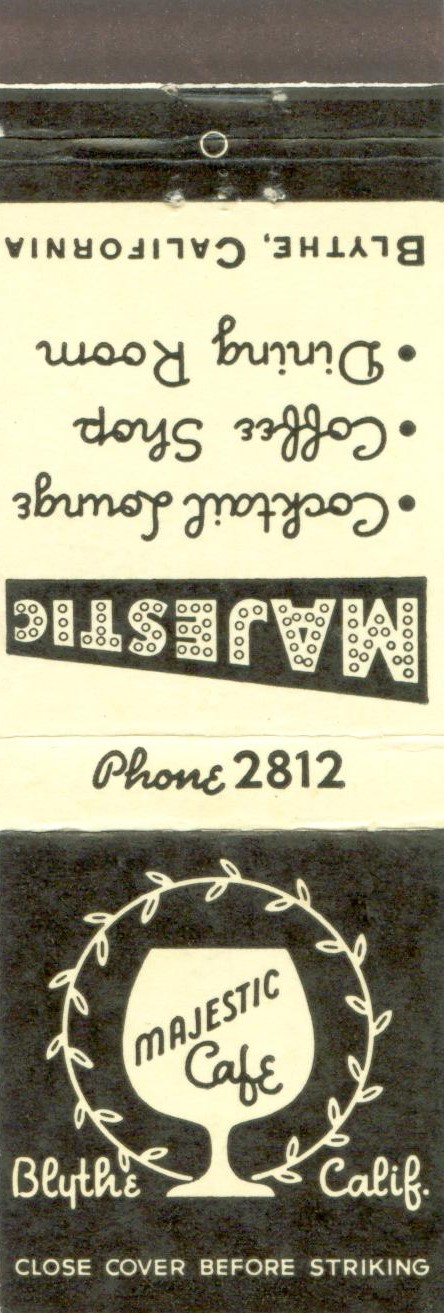 MAJESTIC
• Cocktail Lounge
• Coffee Shop
• Dining Room
BLYTHE, CALIFORNIA
Phone 2812
MAJESTIC
Cafe
Blythe Calif.
CLOSE COVER BEFORE STRIKING